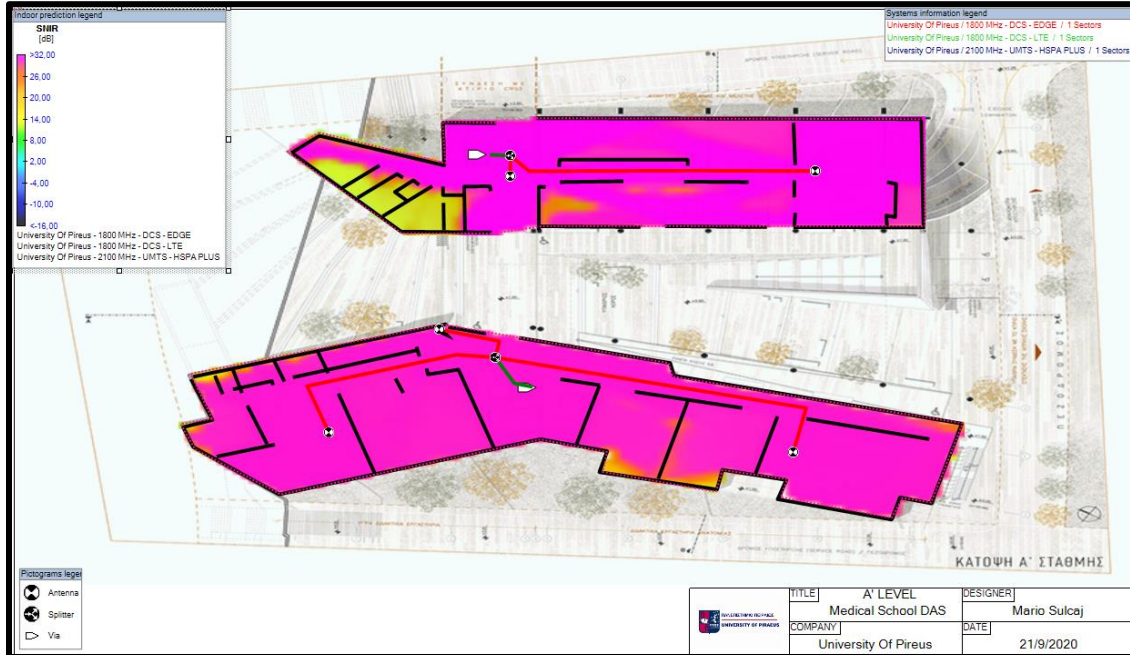 Indoor prediction legend
SNIR
[dB]
>32,00
26,00
20,00
14,00
8,00
2,00
-4,00
-10,00
<-16,00
University Of Pireus - 1800 MHz - DCS - EDGE
University Of Pireus - 1800 MHz - DCS - LTE
University Of Pireus - 2100 MHz - UMTS - HSPA PLUS
Systems information legend
University Of Pireus / 1800 MHz - DCS - EDGE / 1 Sectors
University Of Pireus / 1800 MHz - DCS - LTE / 1 Sectors
University Of Pireus / 2100 MHz - UMTS - HSPA PLUS / 1 Sectors
ΚΑΤΟΨΗ Α' ΣΤΑΘΜΗΣ
Pictograms leger
Antenna
Splitter
Via
UNIVERSITY OF PIRAEUS
TITLE
A' LEVEL
Medical School DAS
DESIGNER
Mario Sulcaj
COMPANY
University Of Pireus
DATE
21/9/2020